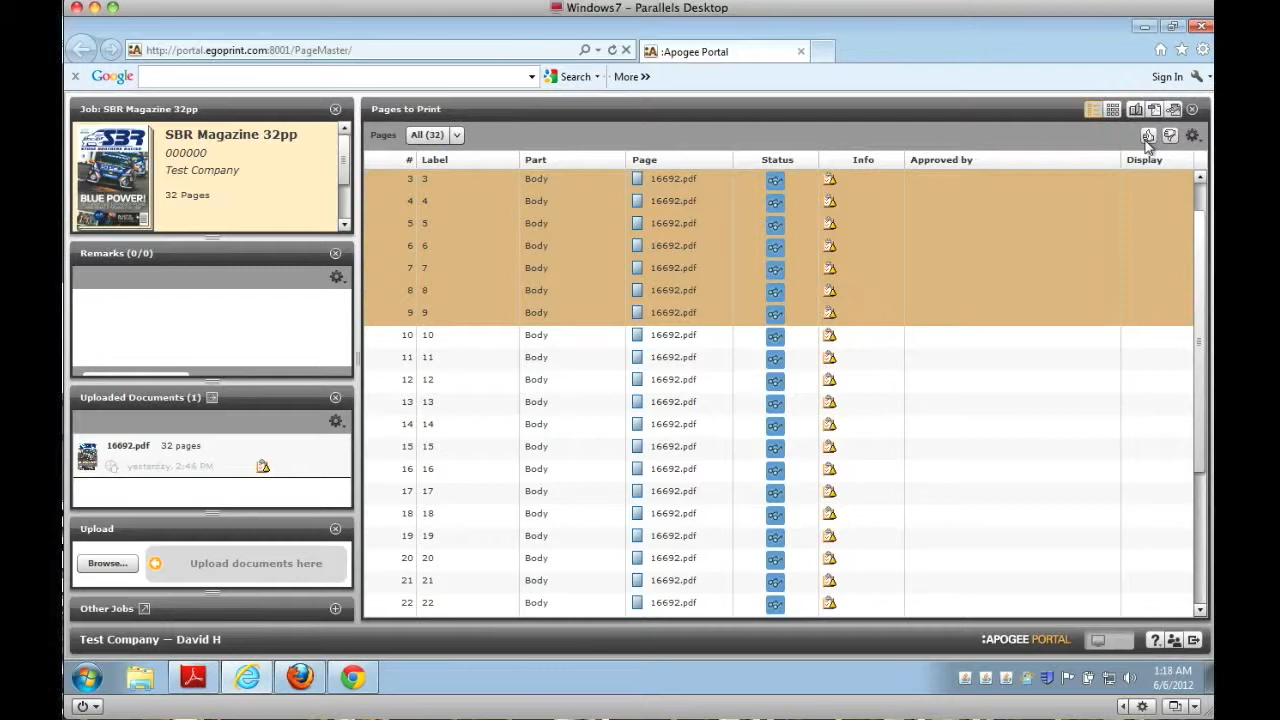 Windows7 - Parallels Desktop
http://portal.egoprint.com:8001/PageMaster/
:Apogee Portal
x Google Search More >> Sign In
Job: SBR Magazine 32pp
SBR Magazine 32pp
000000
Test Company
32 Pages
SBR
BLUE POWER!
Remarks (0/0)
Uploaded Documents (1)
16692.pdf 32 pages
yesterday, 2:46 PM
Upload
Browse...
Upload documents here
Other Jobs
Pages to Print
Pages All (32)
# Label Part Page Status Info Approved by Display
3 3 Body 16692.pdf
4 4 Body 16692.pdf
5 5 Body 16692.pdf
6 6 Body 16692.pdf
7 7 Body 16692.pdf
8 8 Body 16692.pdf
9 9 Body 16692.pdf
10 10 Body 16692.pdf
11 11 Body 16692.pdf
12 12 Body 16692.pdf
13 13 Body 16692.pdf
14 14 Body 16692.pdf
15 15 Body 16692.pdf
16 16 Body 16692.pdf
17 17 Body 16692.pdf
18 18 Body 16692.pdf
19 19 Body 16692.pdf
20 20 Body 16692.pdf
21 21 Body 16692.pdf
22 22 Body 16692.pdf
Test Company — David H
:APOGEE PORTAL
1:18 AM
6/6/2012